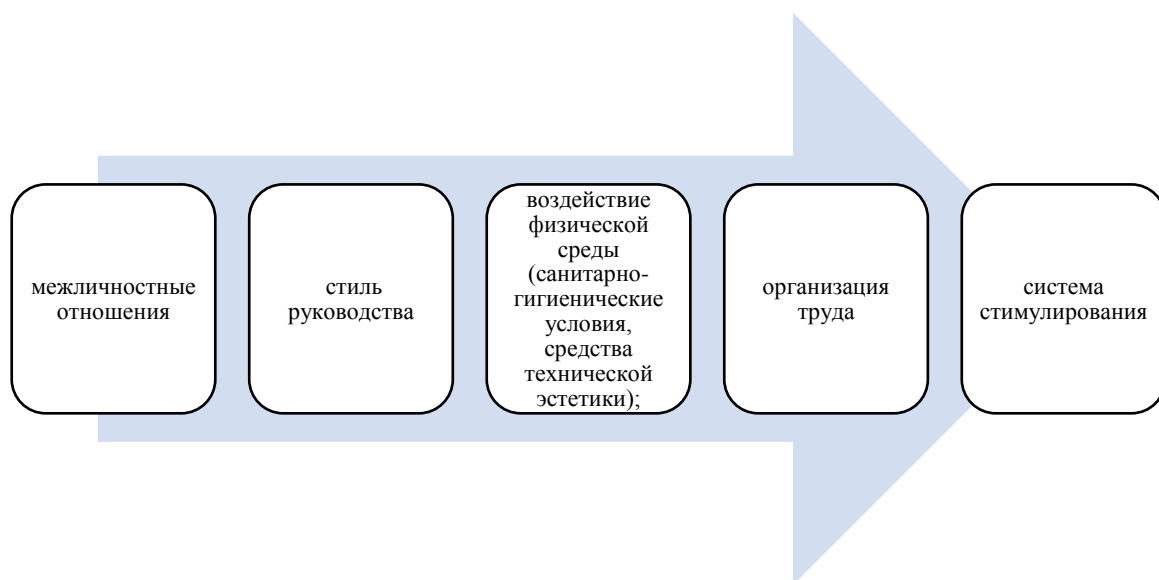 межличностные
отношения
стиль
руководства
воздействие
физической
среды
(санитарно-
гигиенические
условия,
средства
технической
эстетики);
организация
труда
система
стимулирования